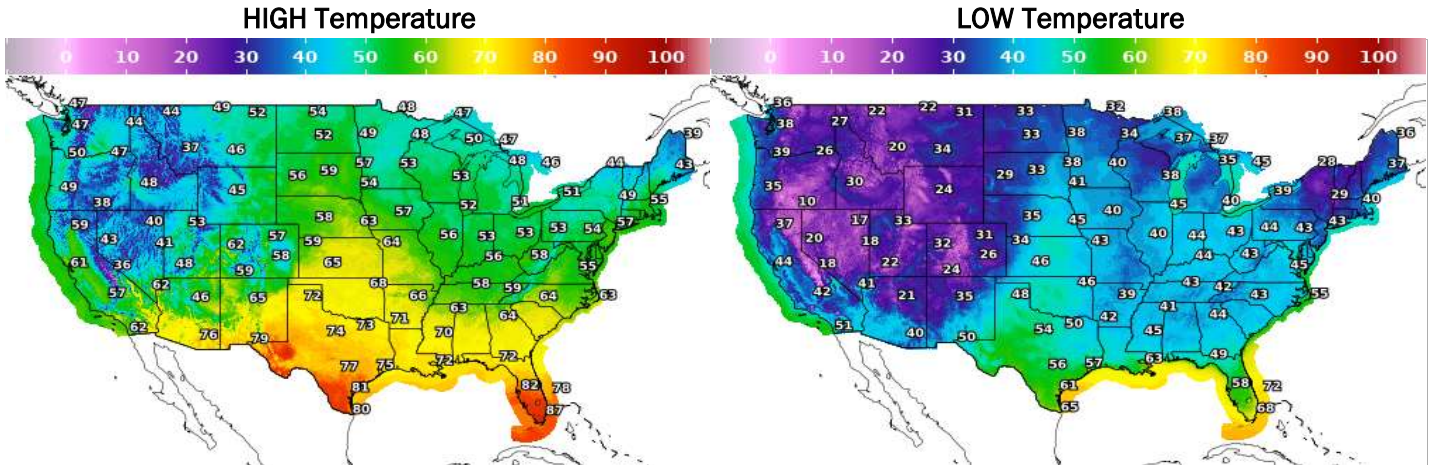 HIGH Temperature LOW Temperature
0 10 20 30 40 50 60 70 80 90 100 0 10 20 30 40 50 60 70 80 90 100
47 44 49 52 54 48 47 36 22 22 31 33 32 38
47 44 52 49 48 50 47 39 38 27 33 38 34 37 37 36
50 47 37 46 57 53 48 46 44 43 39 26 20 34 38 40 35 45 28 37
49 48 45 56 59 54 53 51 49 55 35 30 24 29 33 41 38 39 29 40
38 57 52 51 10 40 45 40
59 40 53 58 63 57 37 17 33 35 45 43
43 41 62 57 59 64 56 53 53 53 54 20 18 32 31 34 43 40 44 43 44 43
61 36 48 59 58 65 56 58 55 44 18 22 24 26 46 44 43 45
57 62 46 65 72 68 66 58 59 64 63 42 41 21 35 48 46 39 43 42 43 55
62 76 79 74 73 71 63 64 51 40 50 54 50 42 41 44
70 45
77 75 72 72 56 57 63 49
81 82 78 61 58 72
80 87 65 68